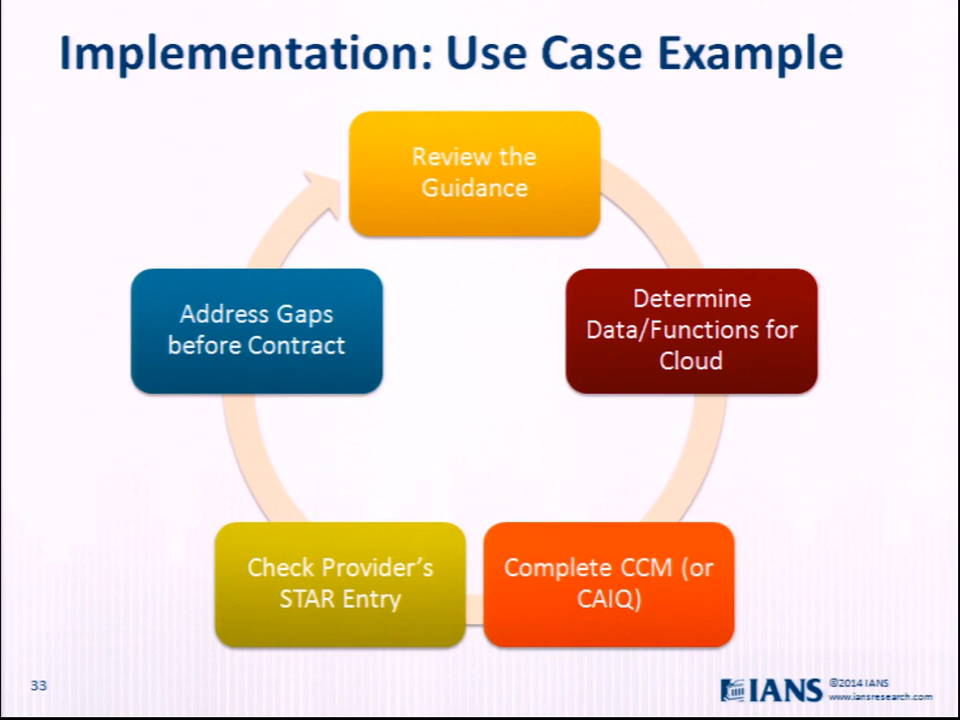 Implementation: Use Case Example
Review the
Guidance
Determine
Data/Functions for
Cloud
Complete CCM (or
CAIQ)
Check Provider's
STAR Entry
Address Gaps
before Contract
33
IANS
©2014 IANS
www.iansresearch.com